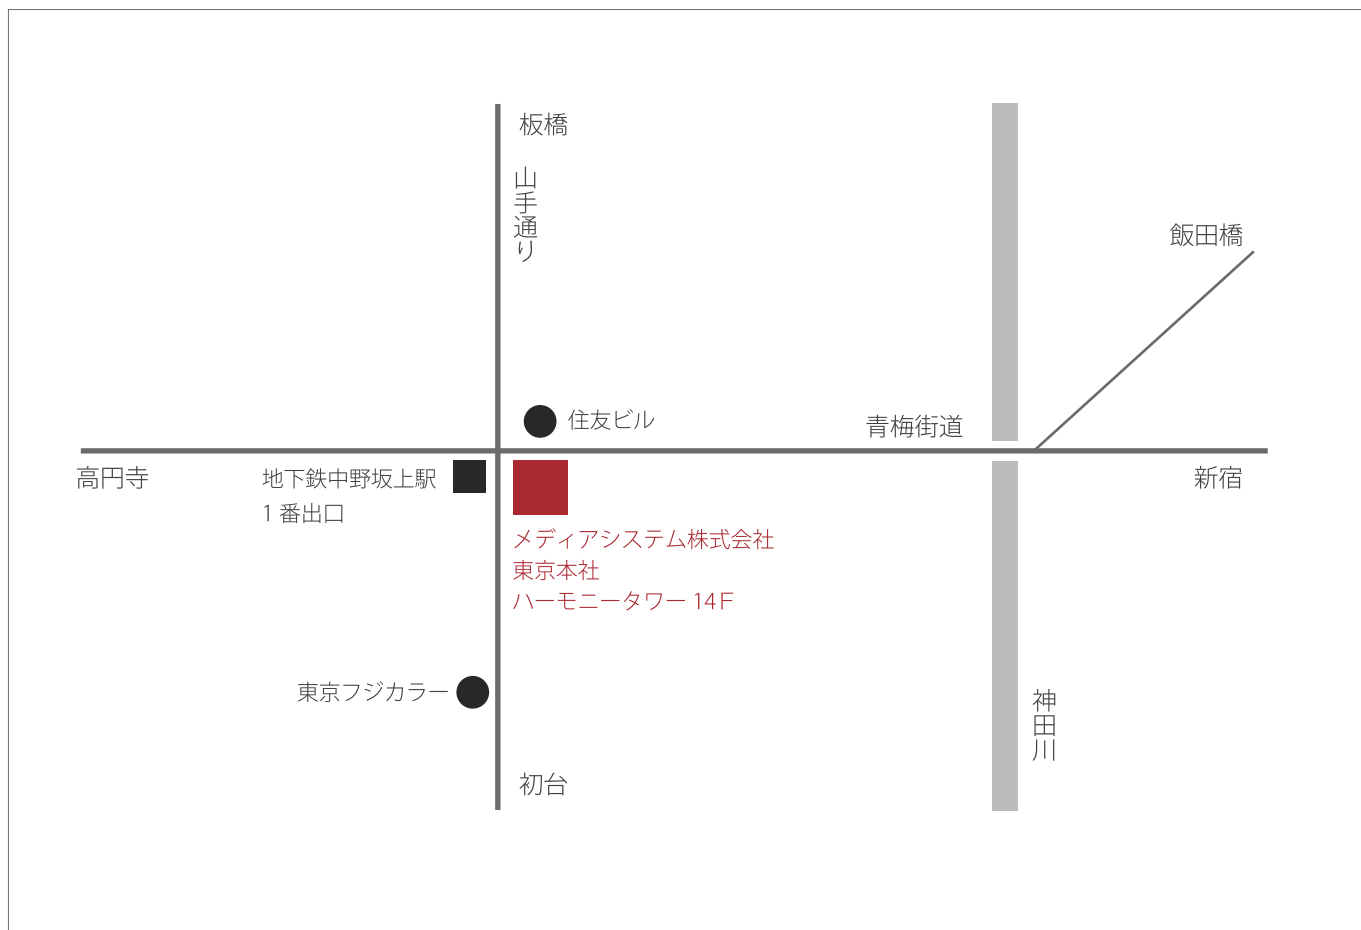 板橋
山手通り
飯田橋
住友ビル
青梅街道
高円寺
地下鉄中野坂上駅
1 番出口
新宿
メディアシステム株式会社
東京本社
ハーモニータワー 14F
東京フジカラー
神田川
初台